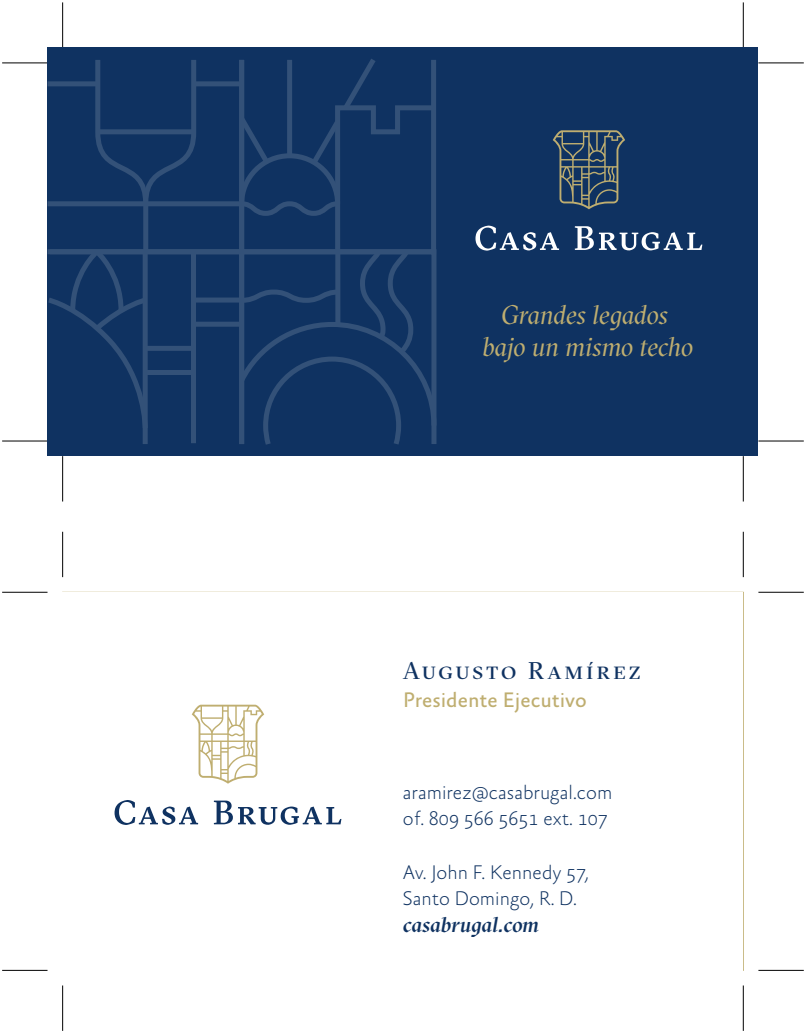 Casa Brugal
Grandes legados
bajo un mismo techo
Augusto Ramírez
Presidente Ejecutivo
Casa Brugal
aramirez@casabrugal.com
of. 809 566 5651 ext. 107
Av. John F. Kennedy 57,
Santo Domingo, R. D.
casabrugal.com